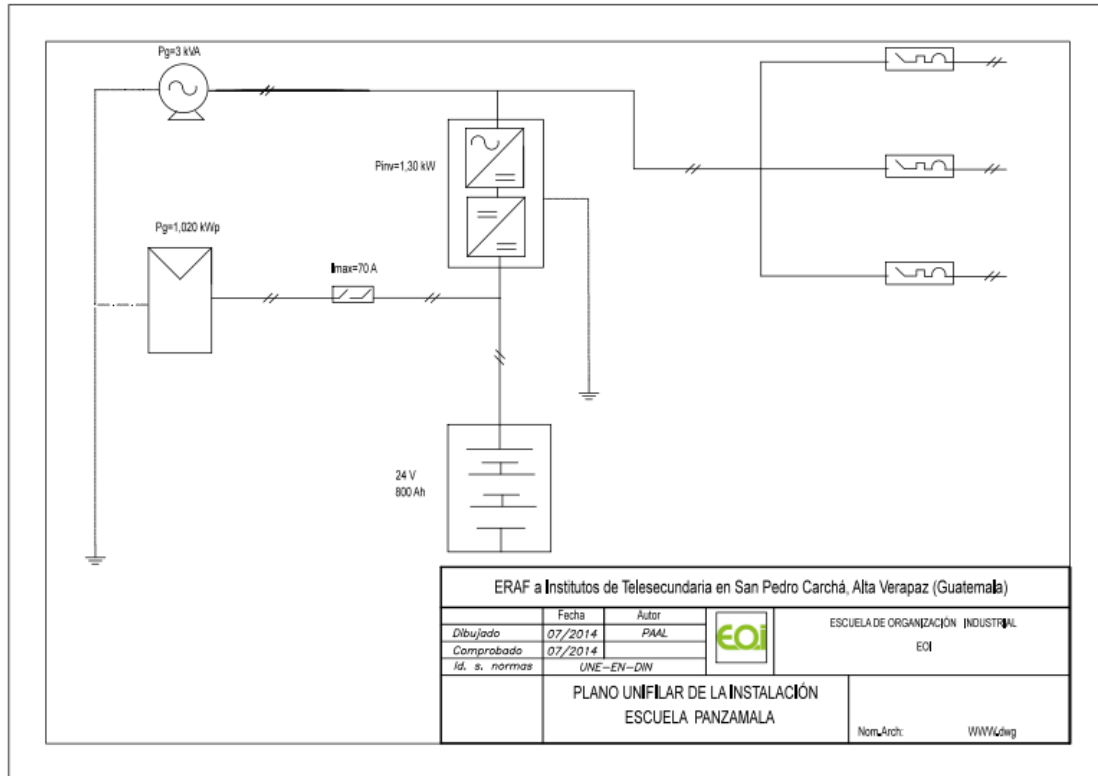 Pg=3 kVA
Pinv=1,30 kW
Pg=1,020 kWp
Imax=70 A
24 V
800 Ah
ERAF a Institutos de Telesecundaria en San Pedro Carchá, Alta Verapaz (Guatemala)
Fecha Autor
Dibujado 07/2014 PAAL
Comprobado 07/2014
Id. s. normas UNE-EN-DIN
EOi
ESCUELA DE ORGANIZACIÓN INDUSTRIAL
EOI
PLANO UNIFILAR DE LA INSTALACIÓN
ESCUELA PANZAMALA
Nom.Arch: WWW.dwg